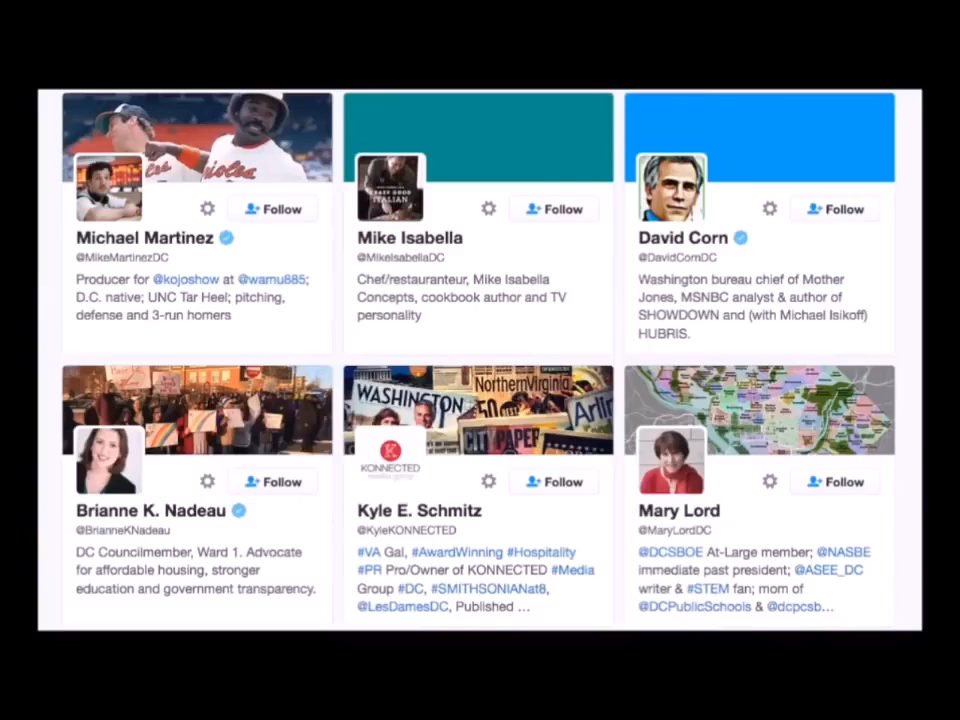 Orioles
Follow
Michael Martinez
@MikeMartinezDC
Producer for @kojoshow at @wamu885;
D.C. native; UNC Tar Heel; pitching,
defense and 3-run homers
ITALIAN
Follow
Mike Isabella
@MikeIsabellaDC
Chef/restauranteur, Mike Isabella
Concepts, cookbook author and TV
personality
Follow
David Corn
@DavidCornDC
Washington bureau chief of Mother
Jones, MSNBC analyst & author of
SHOWDOWN and (with Michael Isikoff)
HUBRIS.
Follow
Brianne K. Nadeau
@BrianneKNadeau
DC Councilmember, Ward 1. Advocate
for affordable housing, stronger
education and government transparency.
WASHINGTON
Northern Virginia
50
CITY PAPER
Arlin
K
KONNECTED
media group
Follow
Kyle E. Schmitz
@KyleKONNECTED
#VA Gal, #AwardWinning #Hospitality
#PR Pro/Owner of KONNECTED #Media
Group #DC, #SMITHSONIANat8,
@LesDamesDC, Published ...
Follow
Mary Lord
@MaryLordDC
@DCSBOE At-Large member; @NASBE
immediate past president; @ASEE_DC
writer & #STEM fan; mom of
@DCPublicSchools & @dcpcsb...